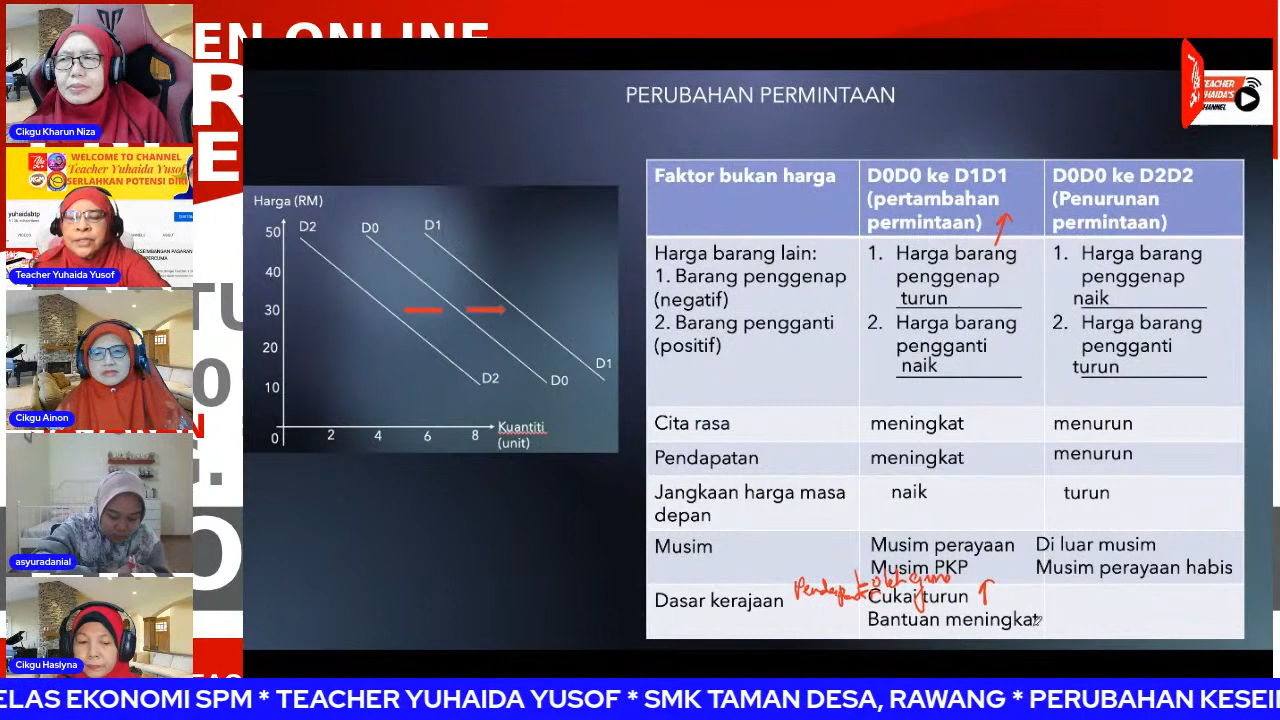 EN ONLINE
R
E
Cikgu Kharun Niza
WELCOME TO CHANNEL
Teacher Yuhaida Yusof
SERLAHKAN POTENSI DIRI
yuhaidabtp
Teacher Yuhaida Yusof
Cikgu Ainon
asyuradanial
Cikgu Haslyna
TEACHER
YUHAIDA'S
CHANNEL
PERUBAHAN PERMINTAAN
Harga (RM)
50
40
30
20
10
0
2
4
6
8
Kuantiti
(unit)
D2
D0
D1
D2
D0
D1
Faktor bukan harga
D0D0 ke D1D1
(pertambahan
permintaan)
D0D0 ke D2D2
(Penurunan
permintaan)
Harga barang lain:
1. Barang penggenap
(negatif)
2. Barang pengganti
(positif)
1. Harga barang
penggenap
turun
2. Harga barang
pengganti
naik
1. Harga barang
penggenap
naik
2. Harga barang
pengganti
turun
Cita rasa
meningkat
menurun
Pendapatan
meningkat
menurun
Jangkaan harga masa
depan
naik
turun
Musim
Musim perayaan
Musim PKP
Di luar musim
Musim perayaan habis
Dasar kerajaan
Cukai turun
Bantuan meningkat
ELAS EKONOMI SPM * TEACHER YUHAIDA YUSOF * SMK TAMAN DESA, RAWANG * PERUBAHAN KESEI